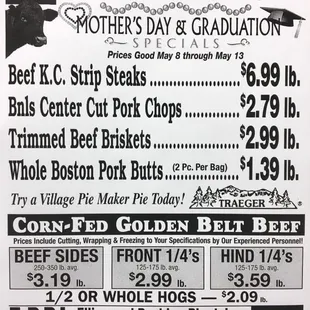 MOTHER'S DAY & GRADUATION
SPECIALS
Prices Good May 8 through May 13
Beef K.C. Strip Steaks ............ $6.99 lb.
Bnls Center Cut Pork Chops ........ $2.79 lb.
Trimmed Beef Briskets ............. $2.99 lb.
Whole Boston Pork Butts.. (2 Pc. Per Bag) .... $1.39 lb.
Try a Village Pie Maker Pie Today!
TRAEGER
CORN-FED GOLDEN BELT BEEF
Prices Include Cutting, Wrapping & Freezing to Your Specifications by Our Experienced Personnel!
BEEF SIDES
250-350 lb. avg.
$3.19 lb.
FRONT 1/4's
125-175 lb. avg.
$2.99 lb.
HIND 1/4's
125-175 lb. avg.
$3.59 lb.
1/2 OR WHOLE HOGS — $2.09 lb.